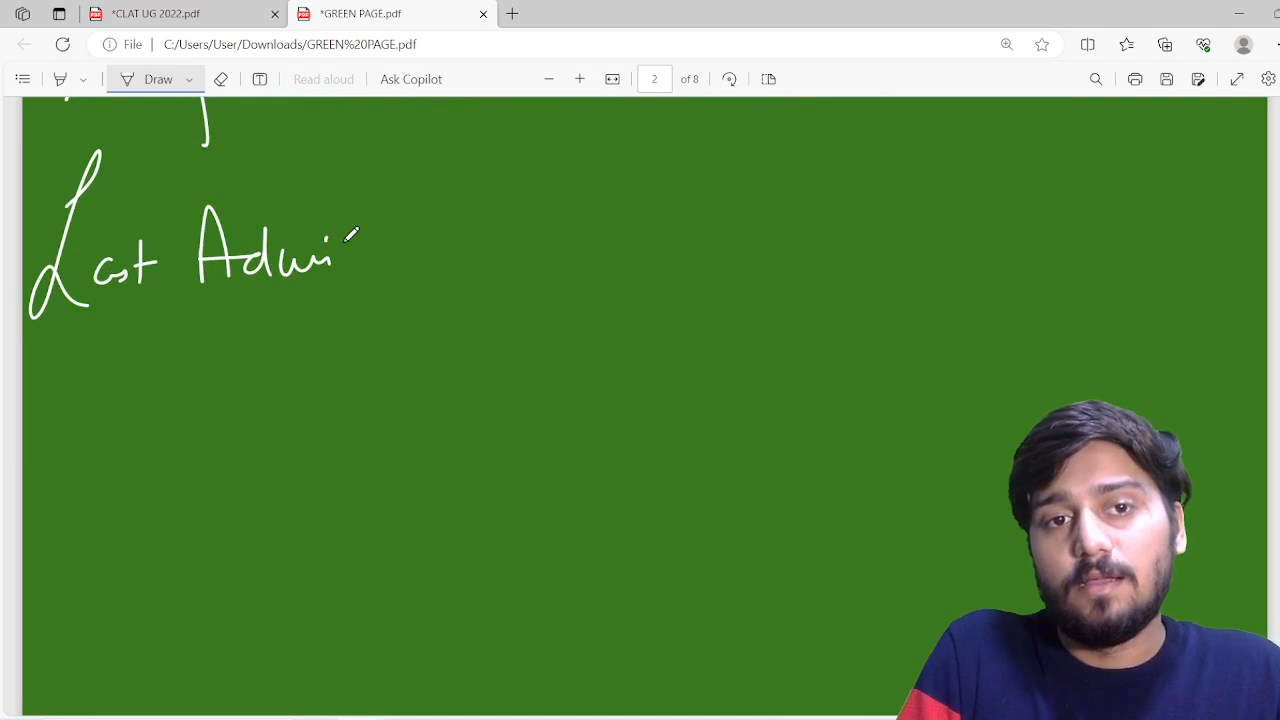 *CLAT UG 2022.pdf
*GREEN PAGE.pdf
File C:/Users/User/Downloads/GREEN%20PAGE.pdf
Draw Read aloud Ask Copilot 2 of 8
Last Admi